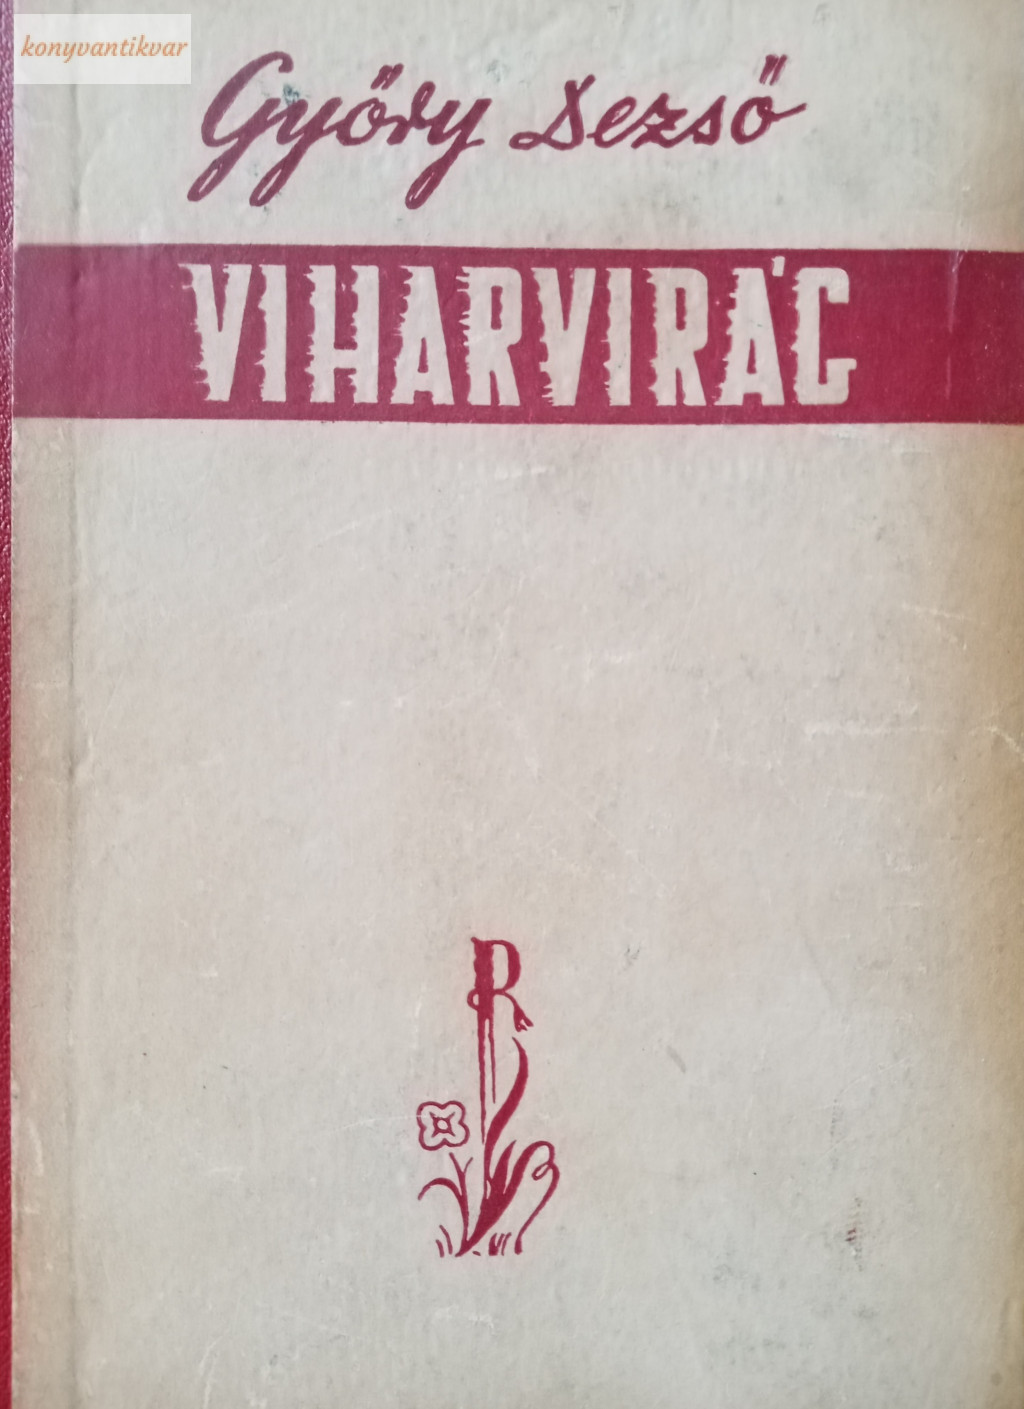 konyvantikvar
Győry Dezső
VIHARVIRÁG
R